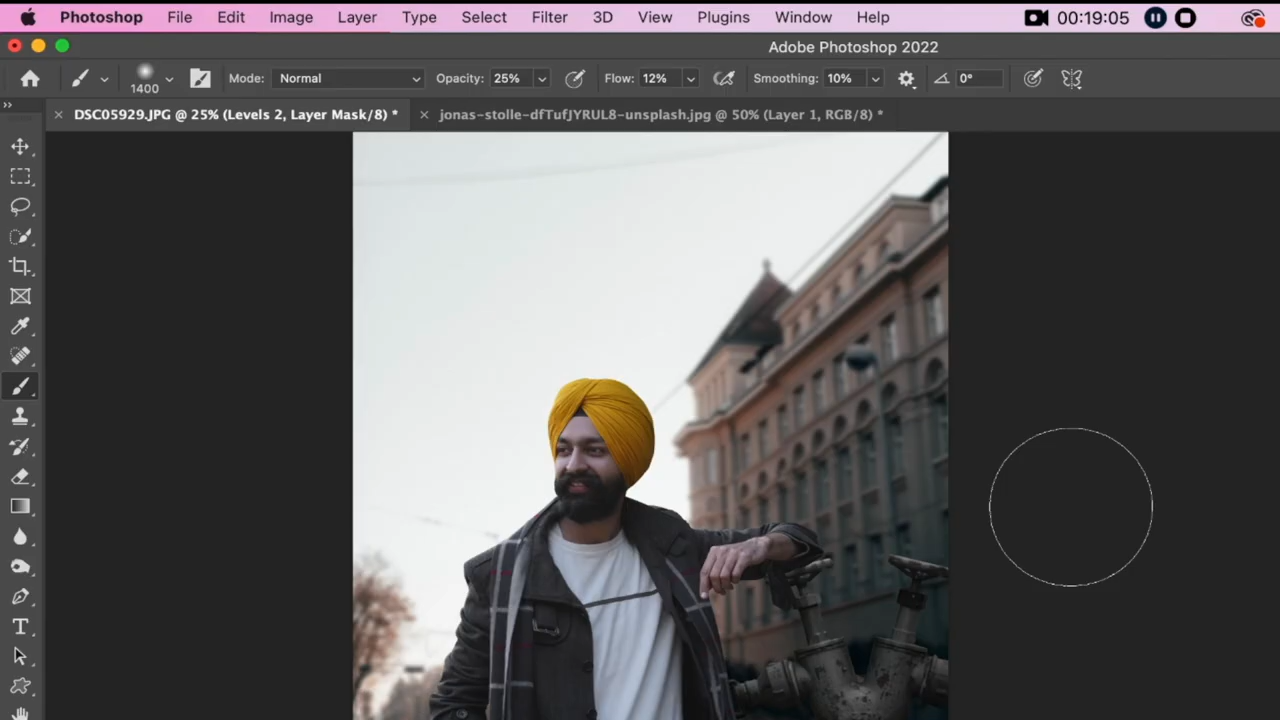 Photoshop File Edit Image Layer Type Select Filter 3D View Plugins Window Help 00:19:05
Adobe Photoshop 2022
1400 Mode: Normal Opacity: 25% Flow: 12% Smoothing: 10% 0°
DSC05929.JPG @ 25% (Levels 2, Layer Mask/8) * jonas-stolle-dfTufJYRUL8-unsplash.jpg @ 50% (Layer 1, RGB/8) *